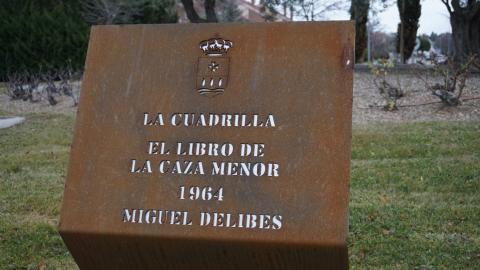 LA CUADRILLA
EL LIBRO DE
LA CAZA MENOR
1964
MIGUEL DELIBES